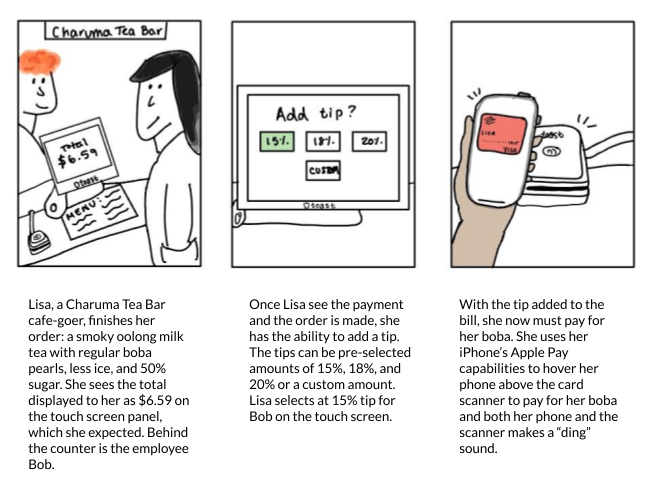 Charuma Tea Bar
Total
$6.59
toast
MENU:
Add tip?
15% 18% 20%
CUSTOM
toast
LISA
VISA
toast
Lisa, a Charuma Tea Bar
cafe-goer, finishes her
order: a smoky oolong milk
tea with regular boba
pearls, less ice, and 50%
sugar. She sees the total
displayed to her as $6.59 on
the touch screen panel,
which she expected. Behind
the counter is the employee
Bob.
Once Lisa see the payment
and the order is made, she
has the ability to add a tip.
The tips can be pre-selected
amounts of 15%, 18%, and
20% or a custom amount.
Lisa selects at 15% tip for
Bob on the touch screen.
With the tip added to the
bill, she now must pay for
her boba. She uses her
iPhone's Apple Pay
capabilities to hover her
phone above the card
scanner to pay for her boba
and both her phone and the
scanner makes a “ding”
sound.